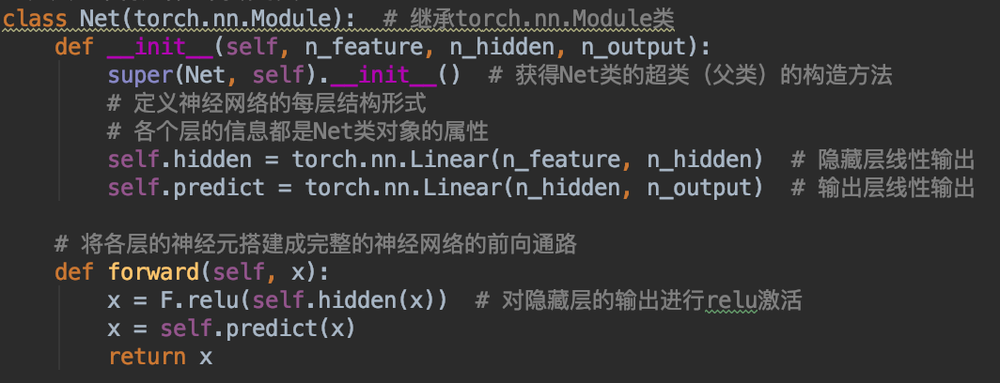 class Net(torch.nn.Module):  # 继承torch.nn.Module类
    def __init__(self, n_feature, n_hidden, n_output):
        super(Net, self).__init__()  # 获得Net类的超类（父类）的构造方法
        # 定义神经网络的每层结构形式
        # 各个层的信息都是Net类对象的属性
        self.hidden = torch.nn.Linear(n_feature, n_hidden)  # 隐藏层线性输出
        self.predict = torch.nn.Linear(n_hidden, n_output)  # 输出层线性输出
    # 将各层的神经元搭建成完整的神经网络的前向通路
    def forward(self, x):
        x = F.relu(self.hidden(x))  # 对隐藏层的输出进行relu激活
        x = self.predict(x)
        return x